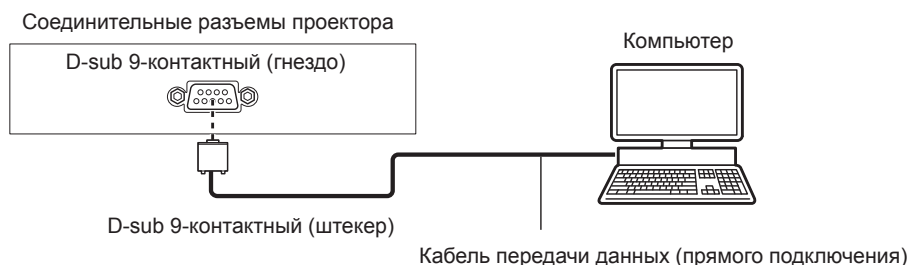 Соединительные разъемы проектора
D-sub 9-контактный (гнездо)
Компьютер
D-sub 9-контактный (штекер)
Кабель передачи данных (прямого подключения)